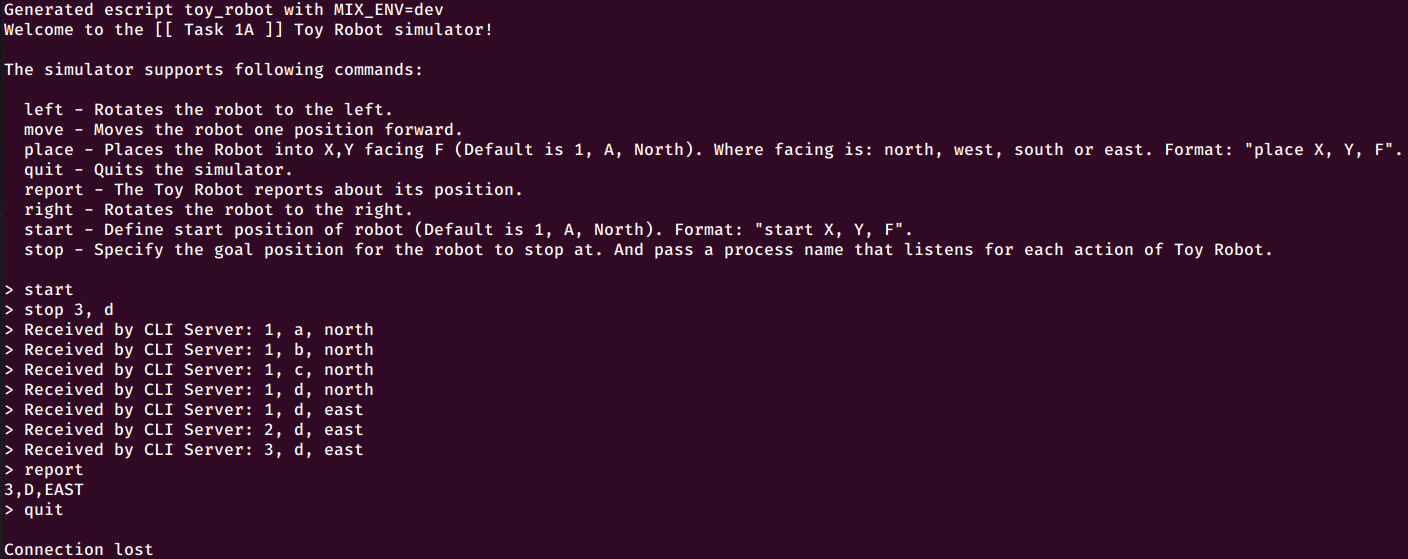 Generated escript toy_robot with MIX_ENV=dev
Welcome to the [[ Task 1A ]] Toy Robot simulator!
The simulator supports following commands:
left - Rotates the robot to the left.
move - Moves the robot one position forward.
place - Places the Robot into X,Y facing F (Default is 1, A, North). Where facing is: north, west, south or east. Format: "place X, Y, F".
quit - Quits the simulator.
report - The Toy Robot reports about its position.
right - Rotates the robot to the right.
start - Define start position of robot (Default is 1, A, North). Format: "start X, Y, F".
stop - Specify the goal position for the robot to stop at. And pass a process name that listens for each action of Toy Robot.
> start
> stop 3, d
> Received by CLI Server: 1, a, north
> Received by CLI Server: 1, b, north
> Received by CLI Server: 1, c, north
> Received by CLI Server: 1, d, north
> Received by CLI Server: 1, d, east
> Received by CLI Server: 2, d, east
> Received by CLI Server: 3, d, east
> report
3,D,EAST
> quit
Connection lost